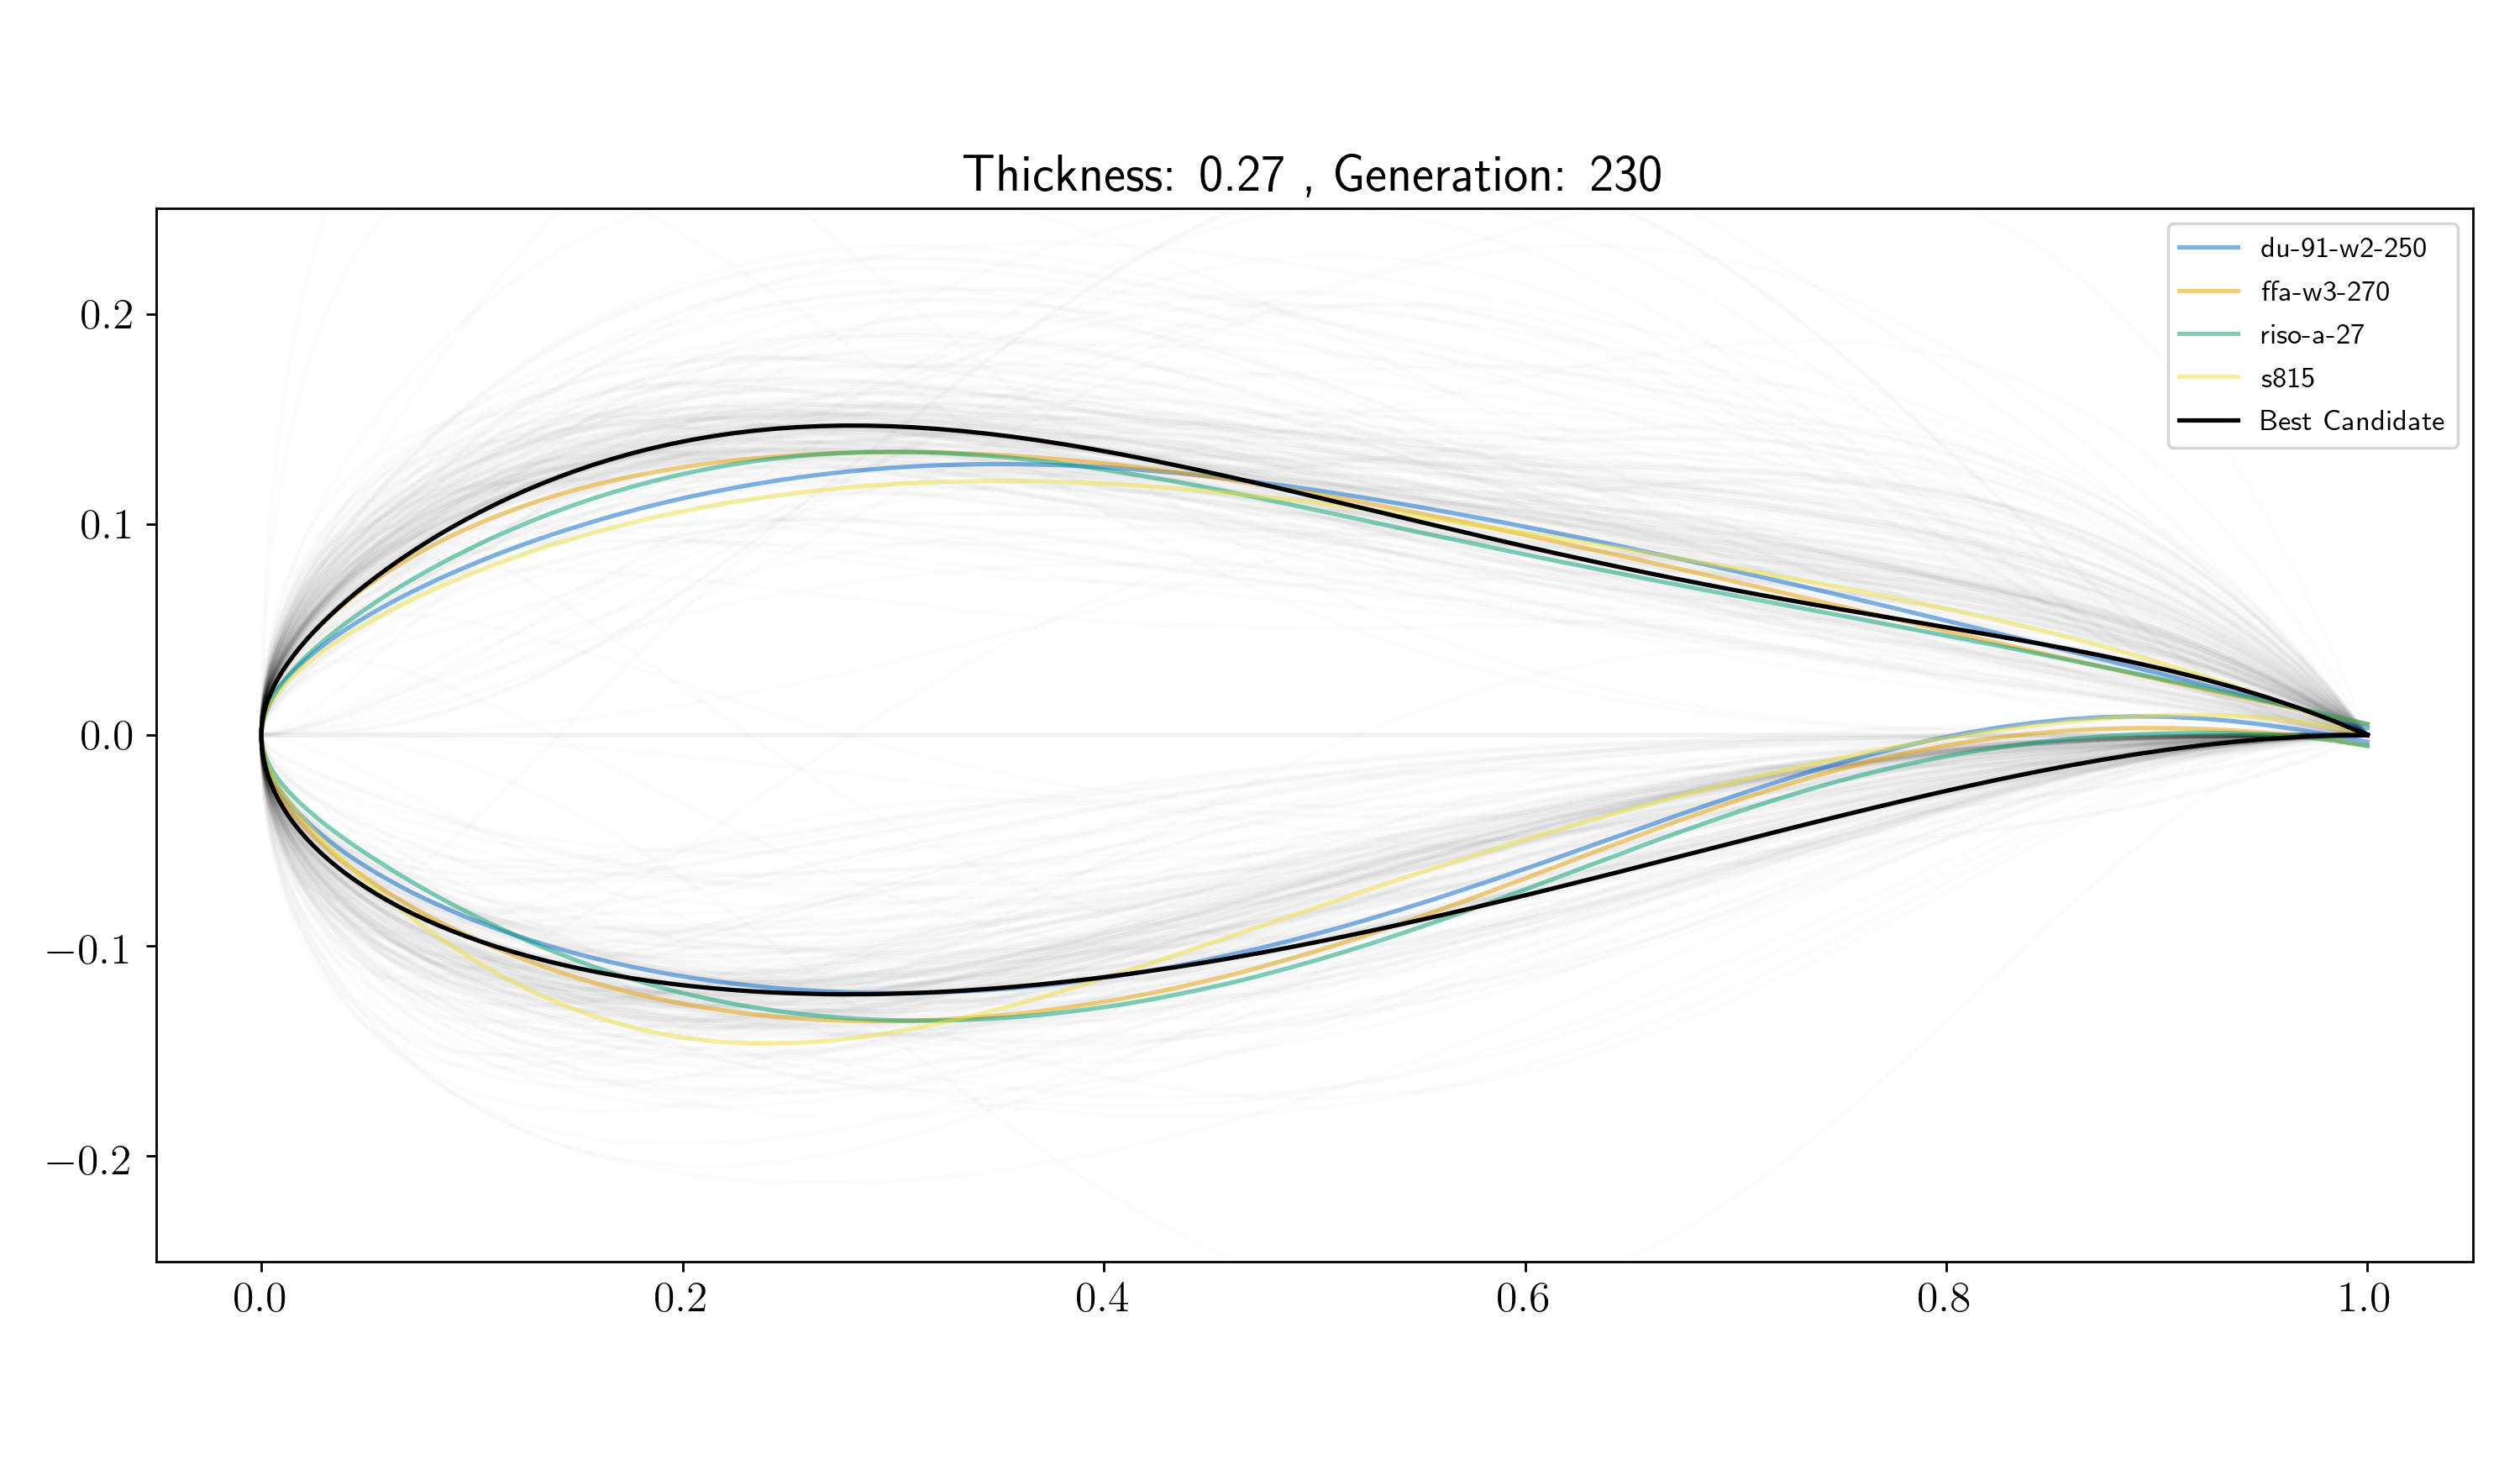 Thickness: 0.27 , Generation: 230
du-91-w2-250
ffa-w3-270
riso-a-27
s815
Best Candidate
0.2
0.1
0.0
−0.1
−0.2
0.0 0.2 0.4 0.6 0.8 1.0